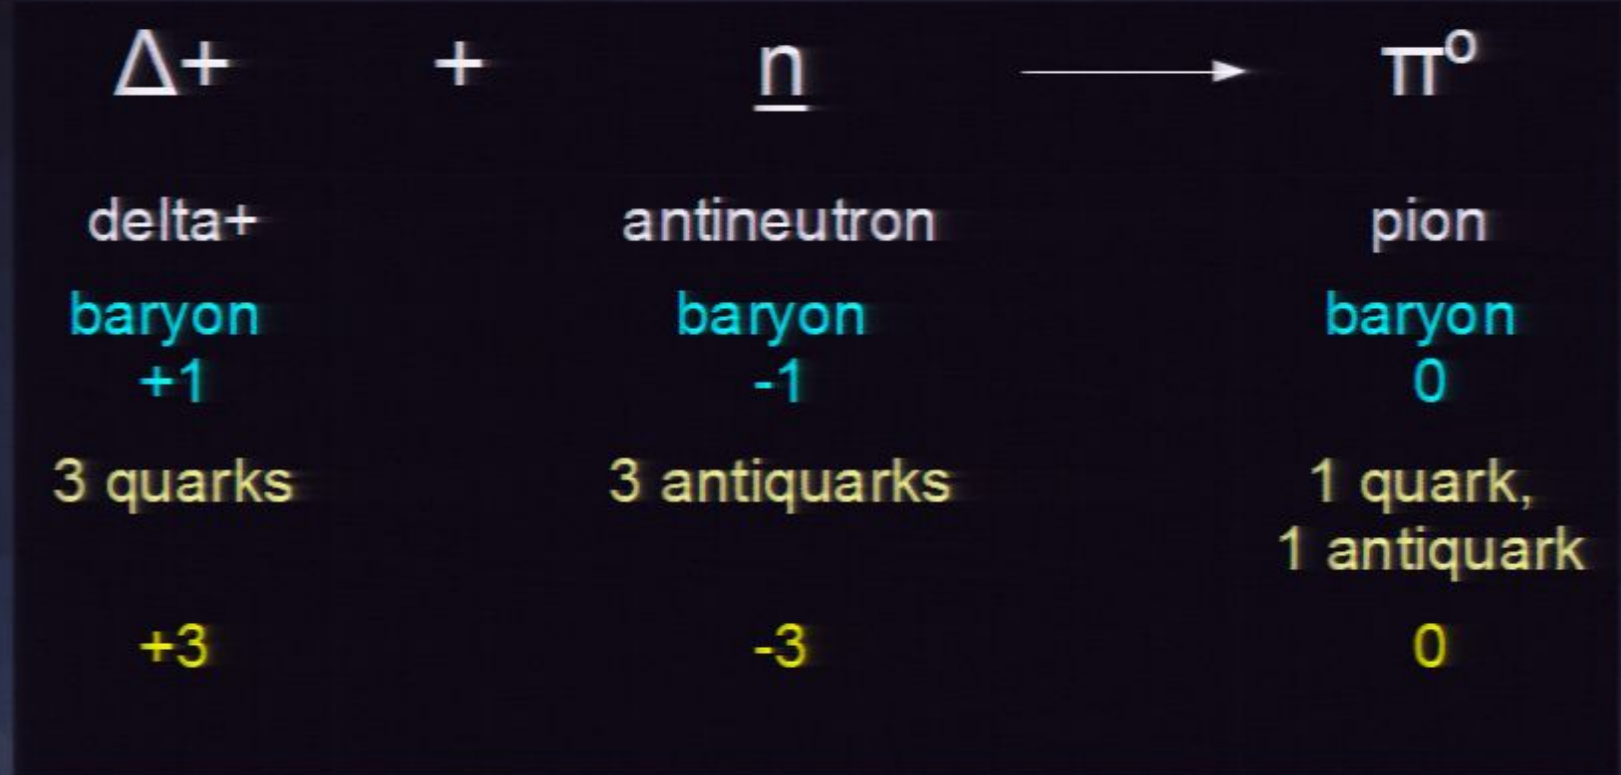 Δ+ + n → πº
delta+ antineutron pion
baryon baryon baryon
+1 -1 0
3 quarks 3 antiquarks 1 quark,
1 antiquark
+3 -3 0